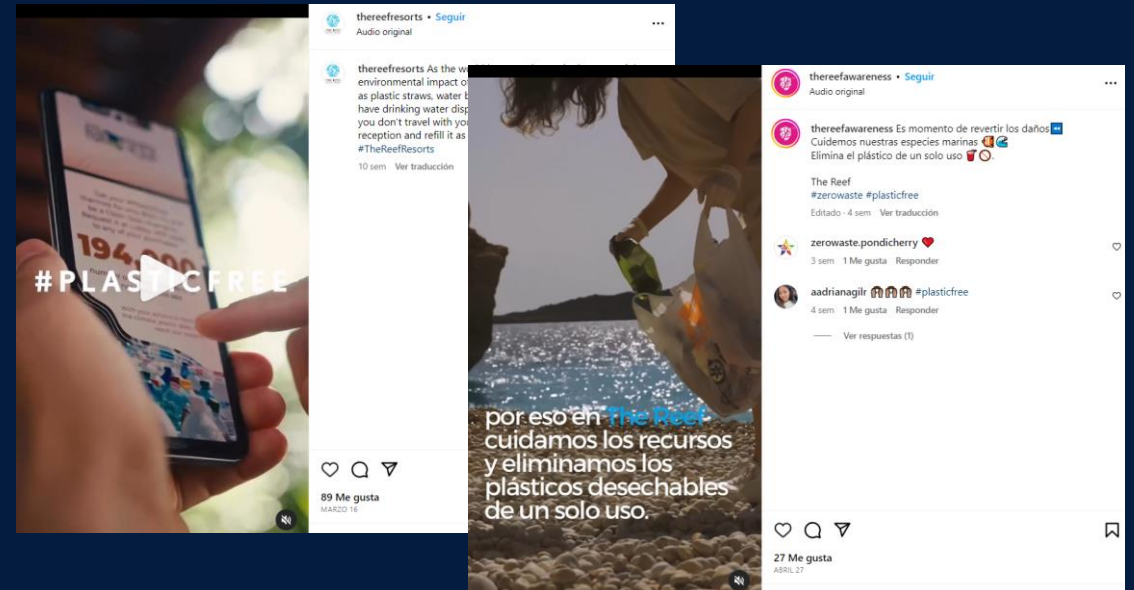 thereefresorts • Seguir
Audio original
thereefresorts As the w
environmental impact o
as plastic straws, water b
have drinking water disp
you don't travel with yo
reception and refill it as
#TheReefResorts
10 sem Ver traducción
194,000
#PLASTICFREE
89 Me gusta
MARZO 16
thereefawareness • Seguir
Audio original
thereefawareness Es momento de revertir los daños
Cuidemos nuestras especies marinas
Elimina el plástico de un solo uso .
The Reef
#zerowaste #plasticfree
Editado · 4 sem Ver traducción
zerowaste.pondicherry
3 sem 1 Me gusta Responder
aadrianagilr #plasticfree
4 sem 1 Me gusta Responder
Ver respuestas (1)
por eso en The Reef
cuidamos los recursos
y eliminamos los
plásticos desechables
de un solo uso.
27 Me gusta
ABRIL 27